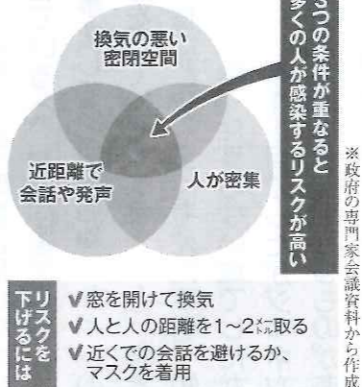 3つの条件が重なると
多くの人が感染するリスクが高い
換気の悪い
密閉空間
近距離で
会話や発声
人が密集
※政府の専門家会議資料から作成
リスクを
下げるには
✔窓を開けて換気
✔人と人の距離を1~2㍍取る
✔近くでの会話を避けるか、
マスクを着用